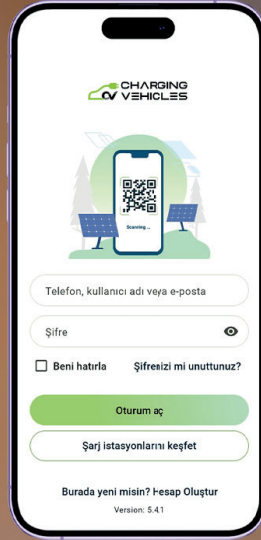 CHARGING
CV VEHICLES
Scanning ...
Telefon, kullanıcı adı veya e-posta
Şifre
Beni hatırla Şifrenizi mi unuttunuz?
Oturum aç
Şarj istasyonlarını keşfet
Burada yeni misin? Hesap Oluştur
Version: 5.4.1